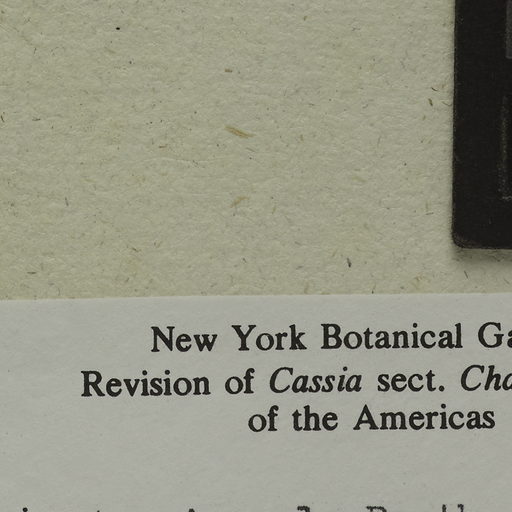 New York Botanical Ga
Revision of Cassia sect. Cha
of the Americas